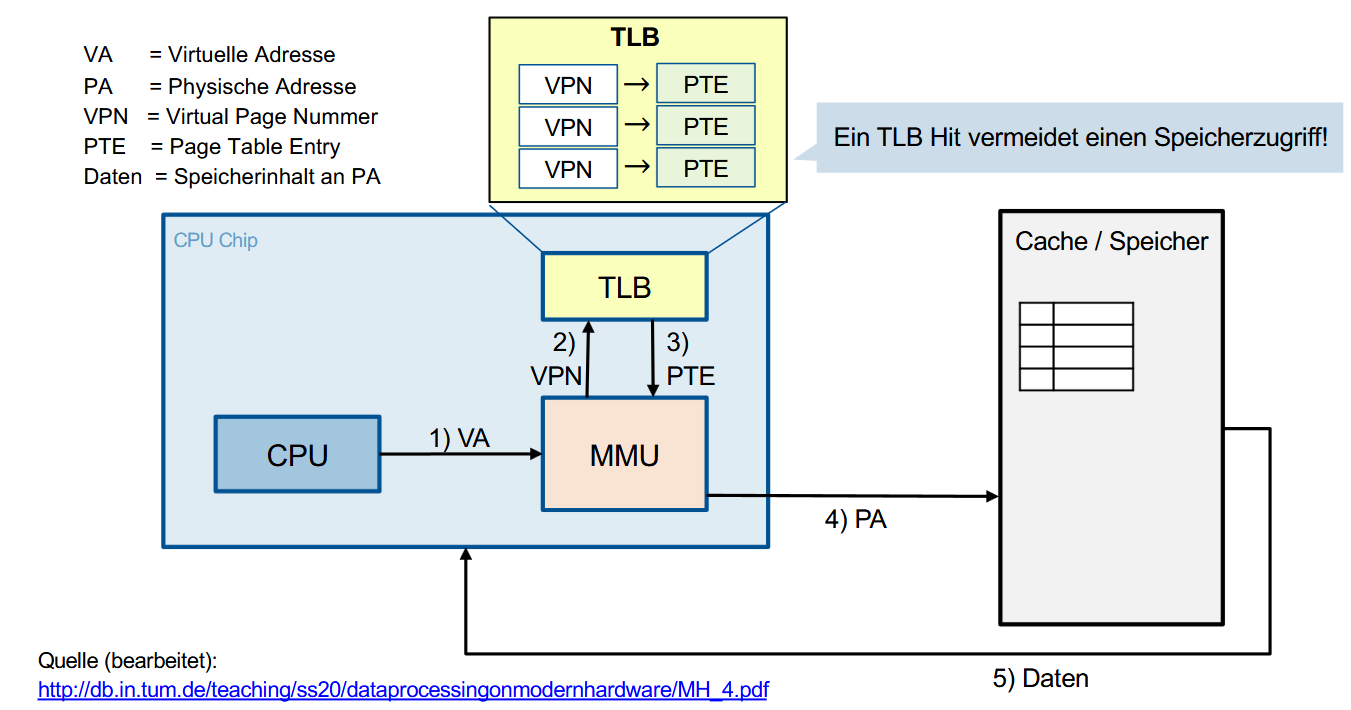 VA = Virtuelle Adresse
PA = Physische Adresse
VPN = Virtual Page Nummer
PTE = Page Table Entry
Daten = Speicherinhalt an PA
TLB
VPN → PTE
VPN → PTE
VPN → PTE
Ein TLB Hit vermeidet einen Speicherzugriff!
CPU Chip
TLB
2)
VPN
3)
PTE
CPU
1) VA
MMU
4) PA
Cache / Speicher
5) Daten
Quelle (bearbeitet):
http://db.in.tum.de/teaching/ss20/dataprocessingonmodernhardware/MH_4.pdf